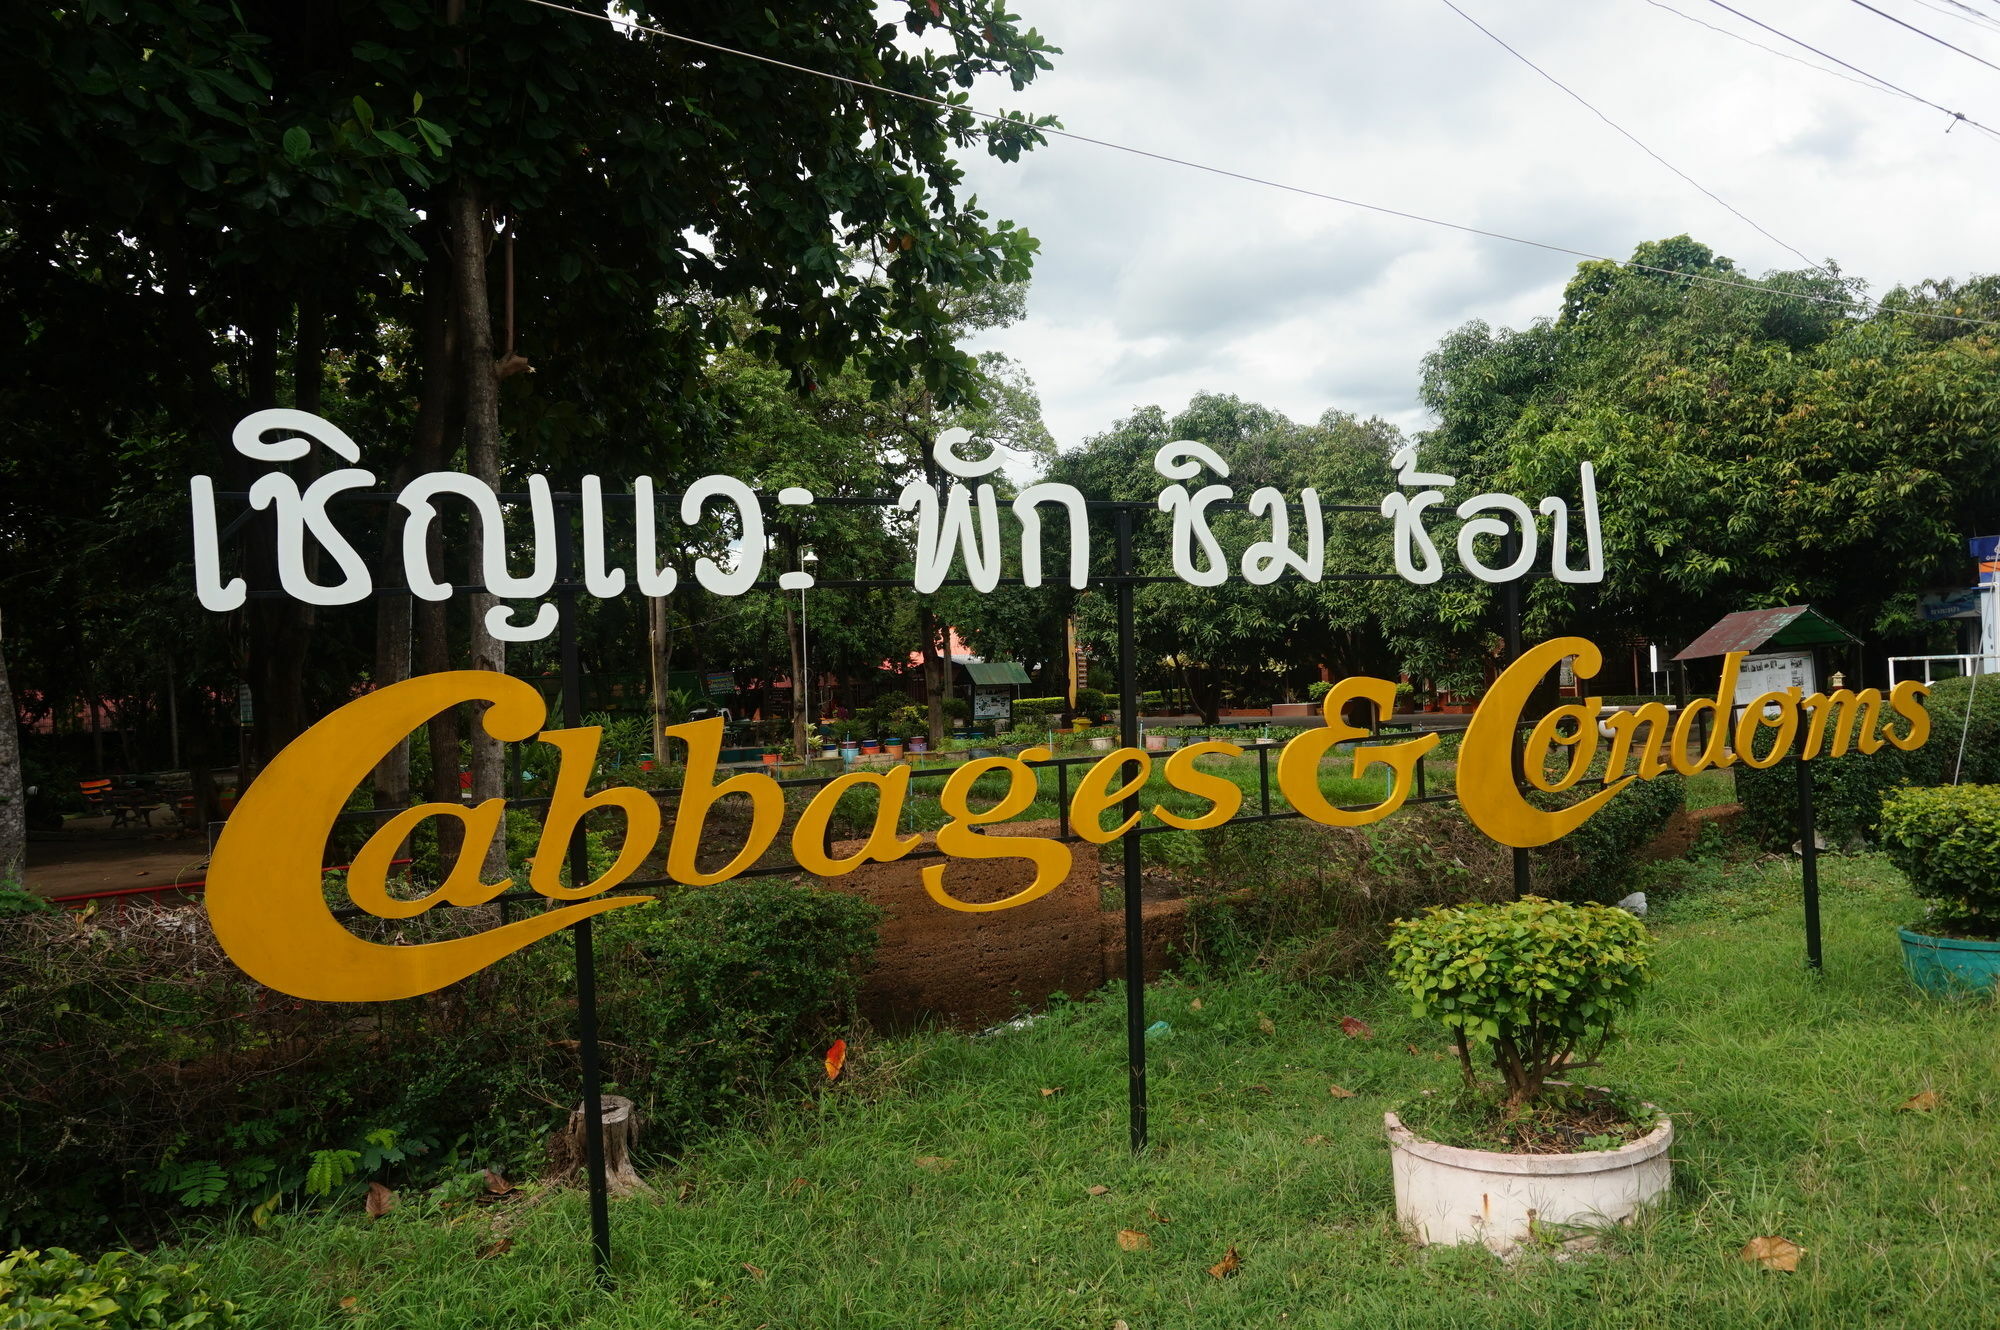 เชิญแวะ พัก ชิม ช้อป
Cabbages & Condoms